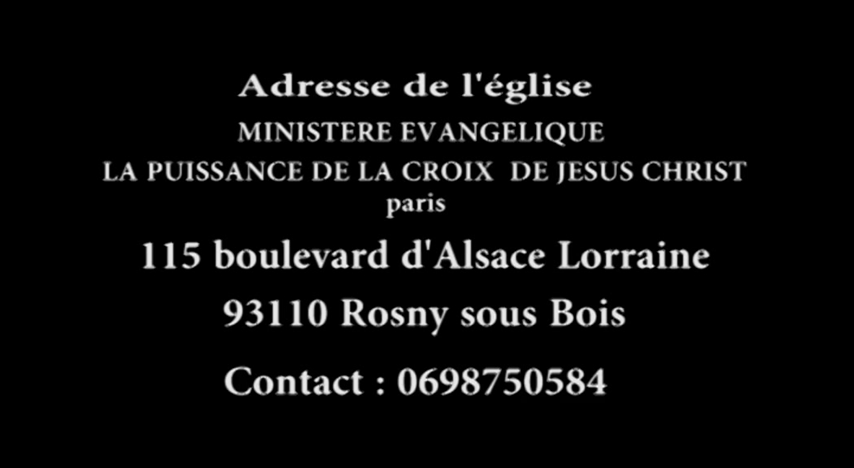 Adresse de l'église
MINISTERE EVANGELIQUE
LA PUISSANCE DE LA CROIX DE JESUS CHRIST
paris
115 boulevard d'Alsace Lorraine
93110 Rosny sous Bois
Contact : 0698750584